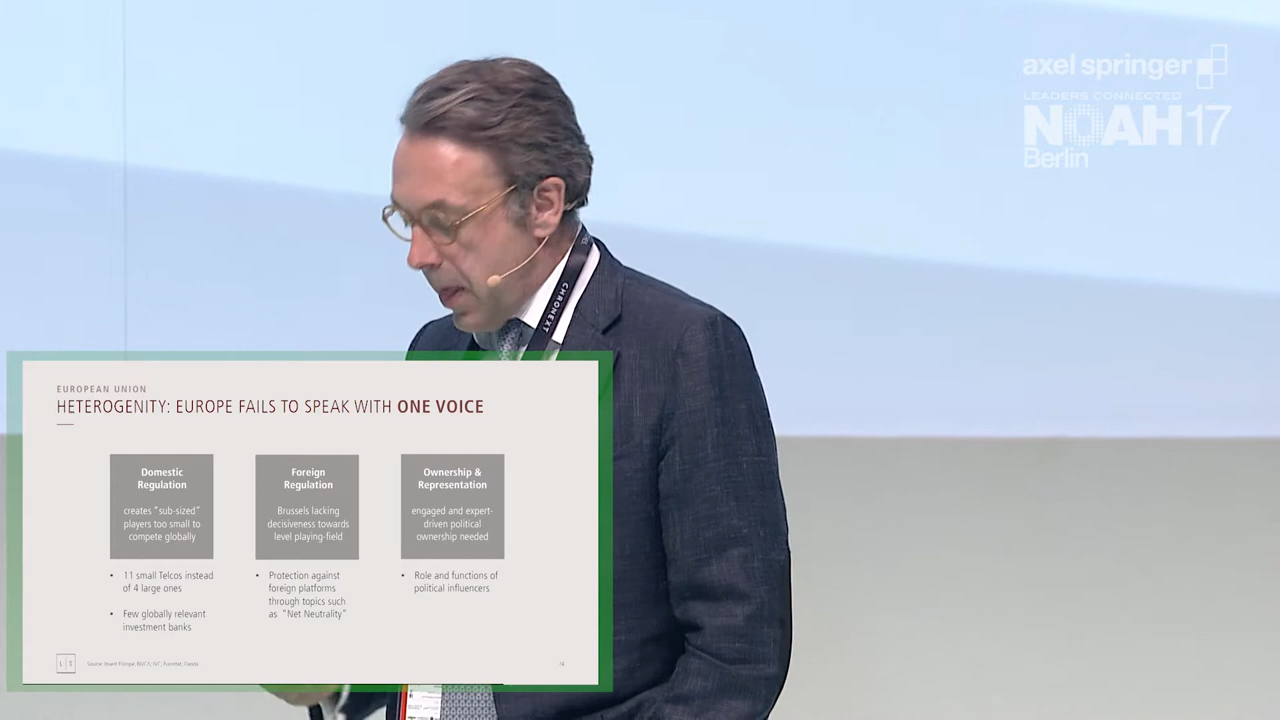 axel springer
LEADERS CONNECTED
NOAH17
Berlin
CHRONEXT
EUROPEAN UNION
HETEROGENITY: EUROPE FAILS TO SPEAK WITH ONE VOICE
Domestic
Regulation
creates "sub-sized"
players too small to
compete globally
• 11 small Telcos instead
of 4 large ones
• Few globally relevant
investment banks
Foreign
Regulation
Brussels lacking
decisiveness towards
level playing-field
• Protection against
foreign platforms
through topics such
as "Net Neutrality"
Ownership &
Representation
engaged and expert-
driven political
ownership needed
• Role and functions of
political influencers